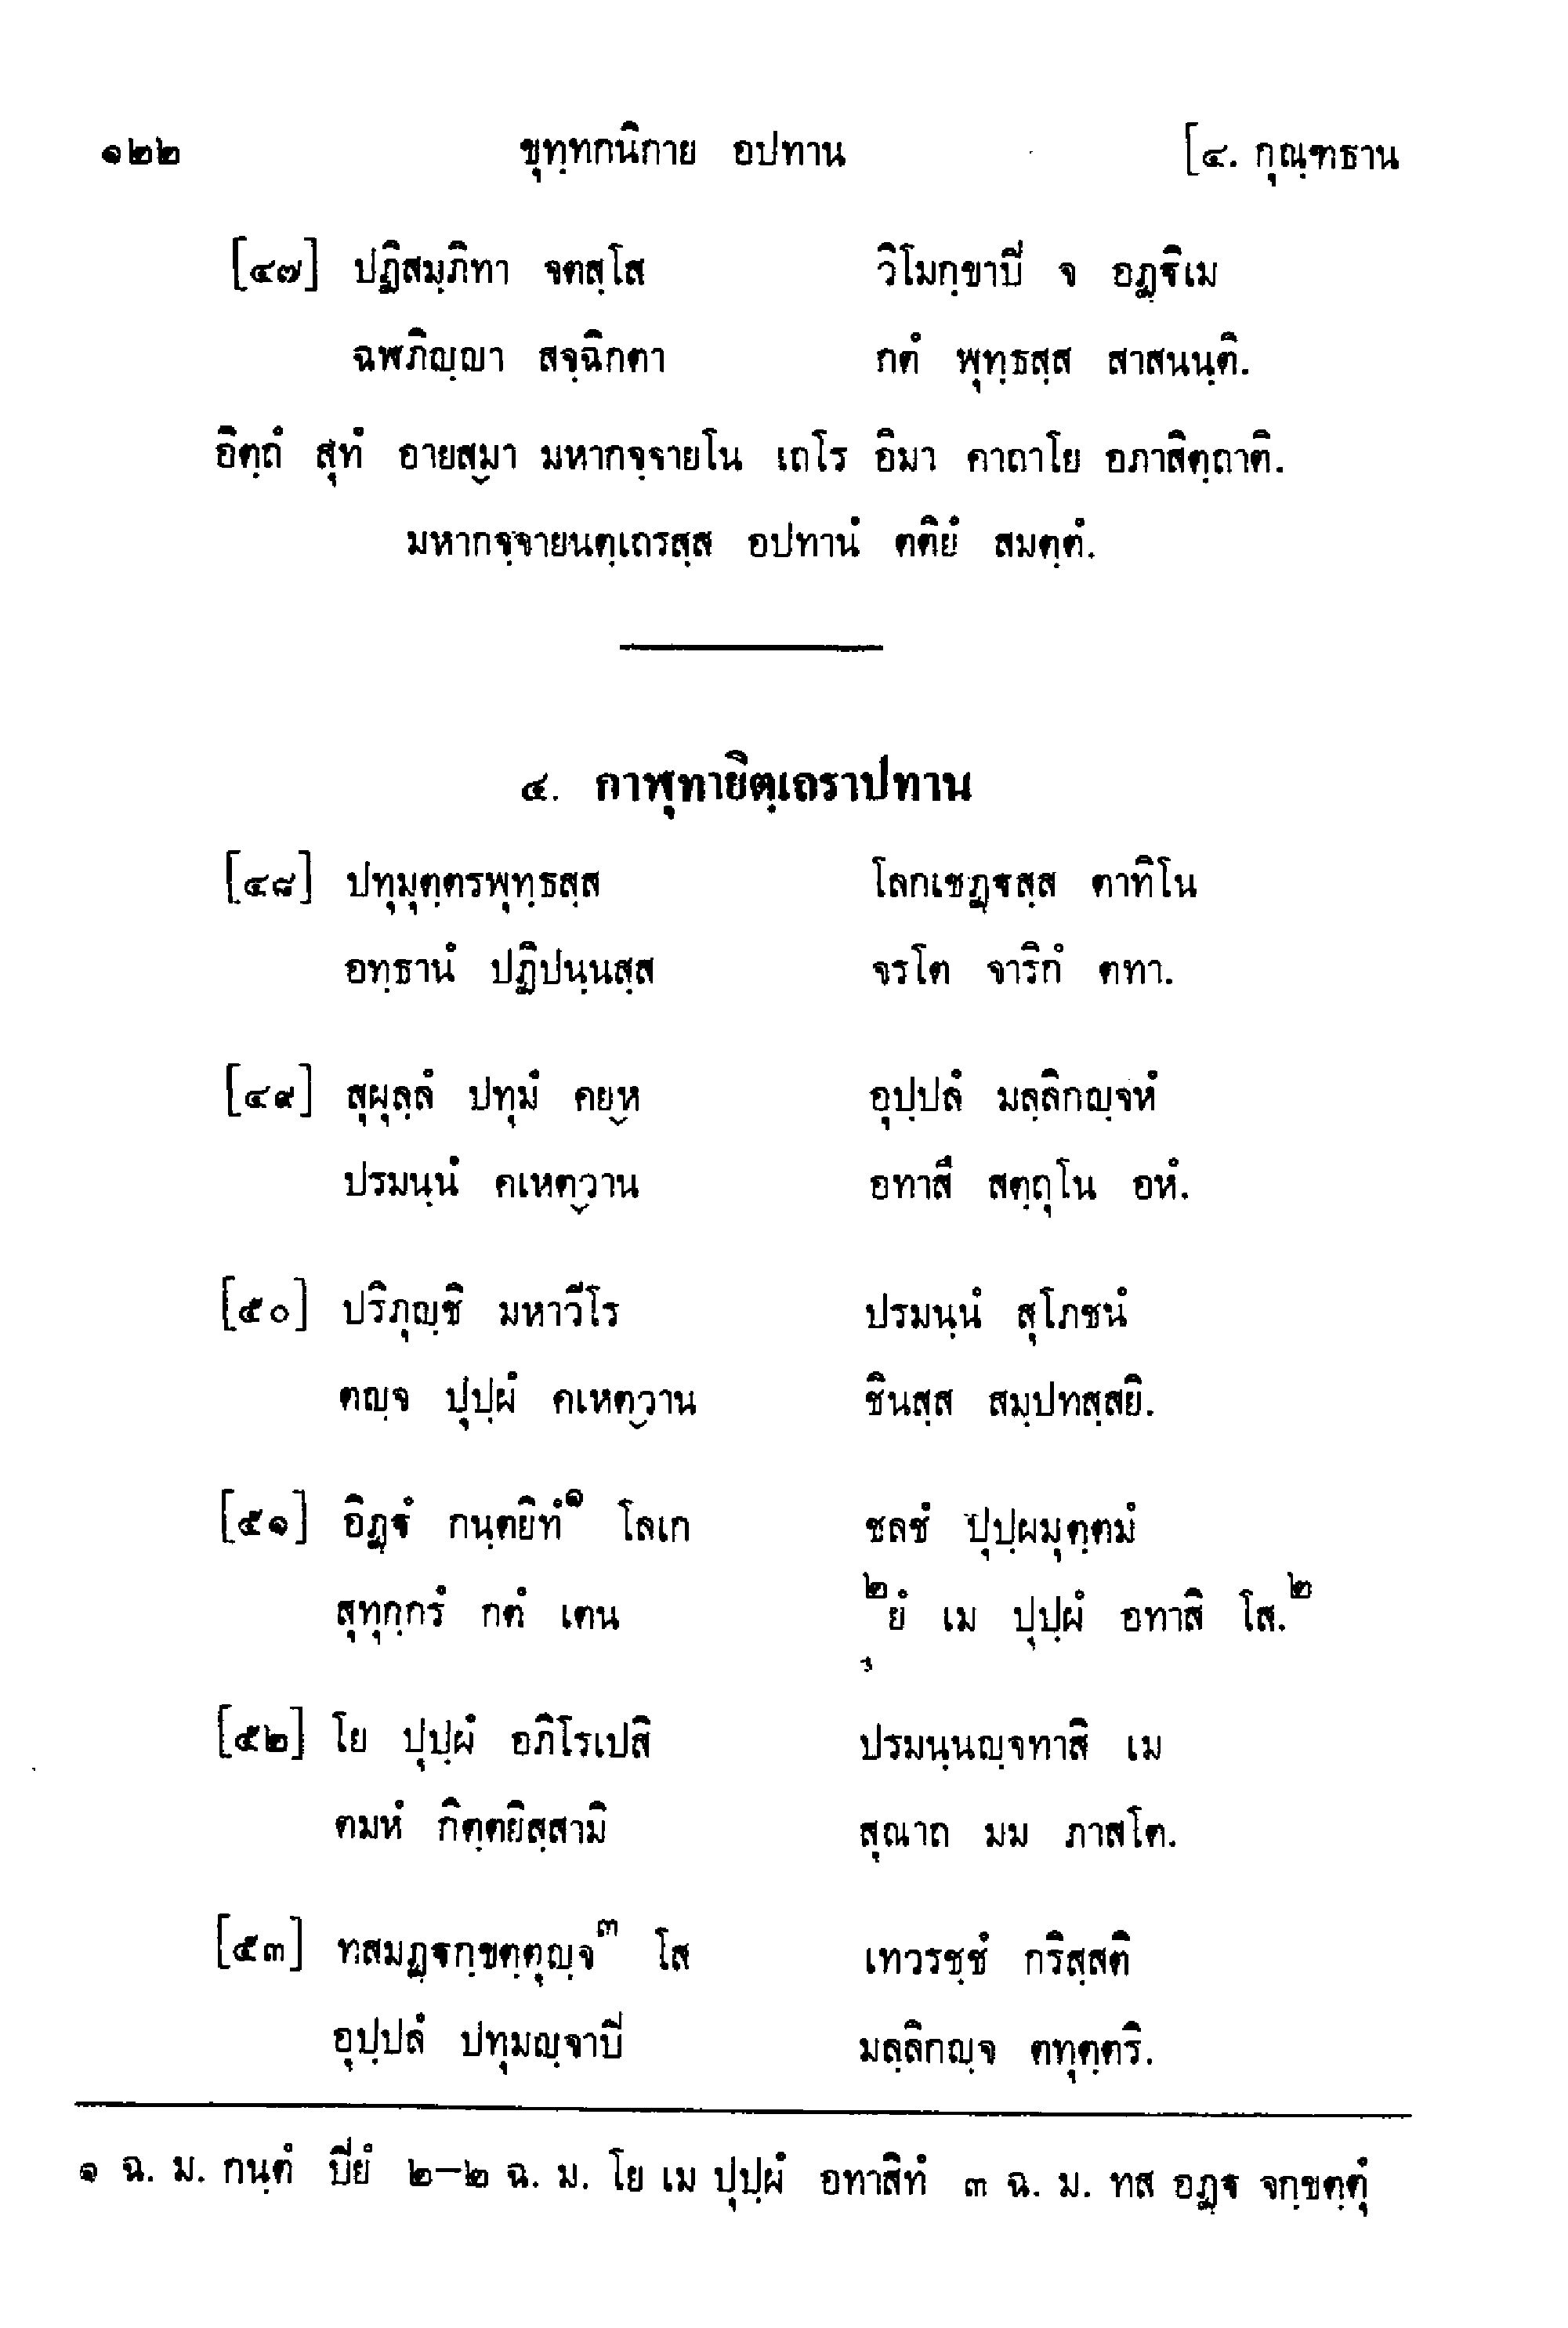 ๑๒๒ ขุทฺทกนิกาย อปทาน [๔. กุณฺฑธาน
[๔๗] ปฏิสมฺภิทา จตสฺโส วิโมกฺขาปิ จ อฏฺฐิเม
ฉฬภิญฺญา สจฺฉิกตา กตํ พุทฺธสฺส สาสนนฺติ.
อิตฺถํ สุทํ อายสฺมา มหากจฺจายโน เถโร อิมา คาถาโย อภาสิตฺถาติ.
มหากจฺจายนตฺเถรสฺส อปทานํ ตติยํ สมตฺตํ.
๔. กาฬุทายิตฺเถราปทาน
[๔๘] ปทุมุตฺตรพุทฺธสฺส โลกเชฏฺฐสฺส ตาทิโน
อทฺธานํ ปฏิปนฺนสฺส จรโต จาริกํ ตทา.
[๔๙] สุผุลฺลํ ปทุมํ คยฺห อุปฺปลํ มลฺลิกญฺจหํ
ปรมนฺนํ คเหตฺวาน อทาสึ สตฺถุโน อหํ.
[๕๐] ปริภุญฺชิ มหาวีโร ปรมนฺนํ สุโภชนํ
ตญฺจ ปุปฺผํ คเหตฺวาน ชินสฺส สมฺปทสฺสยิ.
[๕๑] อิฏฺฐํ กนฺตยิทํ๑ โลเก ชลชํ ปุปฺผมุตฺตมํ
สุทุกฺกรํ กตํ เตน ๒ยํ เม ปุปฺผํ อทาสิ โส.๒
[๕๒] โย ปุปฺผํ อภิโรเปสิ ปรมนฺนญฺจทาสิ เม
ตมหํ กิตฺตยิสฺสามิ สุณาถ มม ภาสโต.
[๕๓] ทสมฏฺฐกฺขตฺตุญฺจ๓ โส เทวรชฺชํ กริสฺสติ
อุปฺปลํ ปทุมญฺจาปิ มลฺลิกญฺจ ตทุตฺตริ.
๑ ฉ. ม. กนฺตํ ปิยํ ๒-๒ ฉ. ม. โย เม ปุปฺผํ อทาสิทํ ๓ ฉ. ม. ทส อฏฺฐ จกฺขตฺตุํ